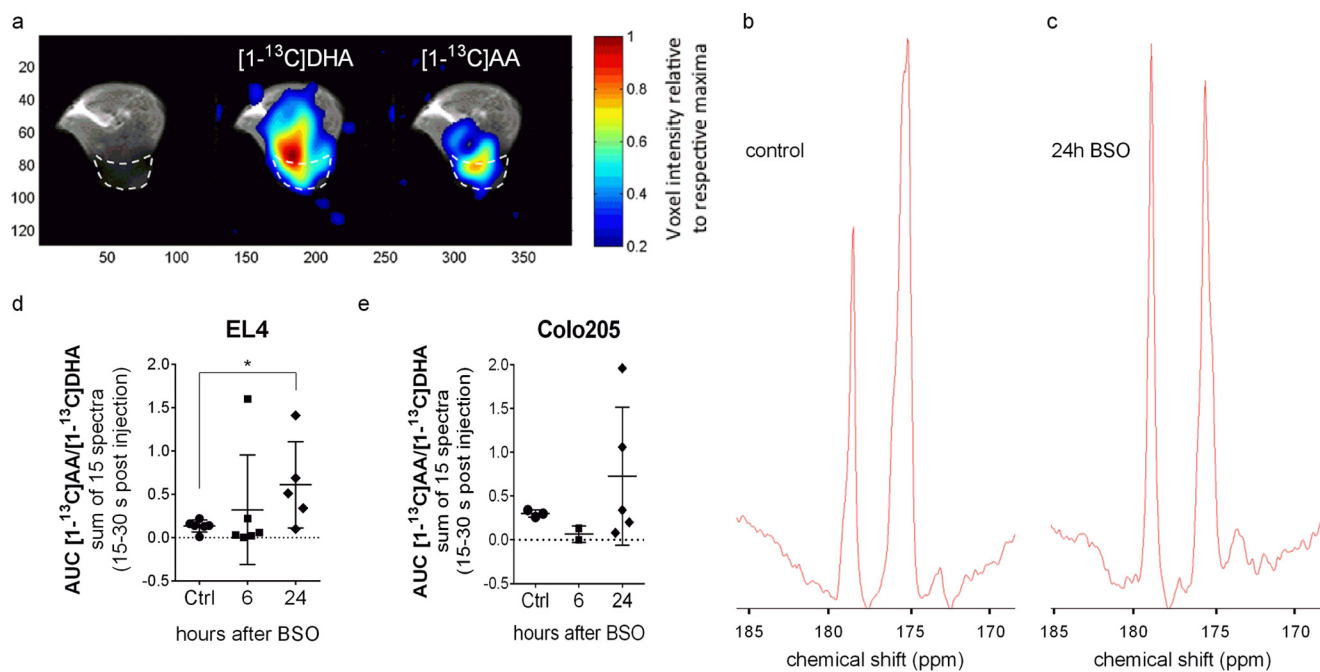 a
[1-¹³C]DHA
[1-¹³C]AA
20
40
60
80
100
120
50
100
150
200
250
300
350
1
0.8
0.6
0.4
0.2
Voxel intensity relative
to respective maxima
b
control
185
180
175
170
chemical shift (ppm)
c
24h BSO
185
180
175
170
chemical shift (ppm)
d
EL4
AUC [1-¹³C]AA/[1-¹³C]DHA
sum of 15 spectra
(15-30 s post injection)
*
2.0
1.5
1.0
0.5
0.0
-0.5
Ctrl
6
24
hours after BSO
e
Colo205
AUC [1-¹³C]AA/[1-¹³C]DHA
sum of 15 spectra
(15-30 s post injection)
2.0
1.5
1.0
0.5
0.0
-0.5
Ctrl
6
24
hours after BSO